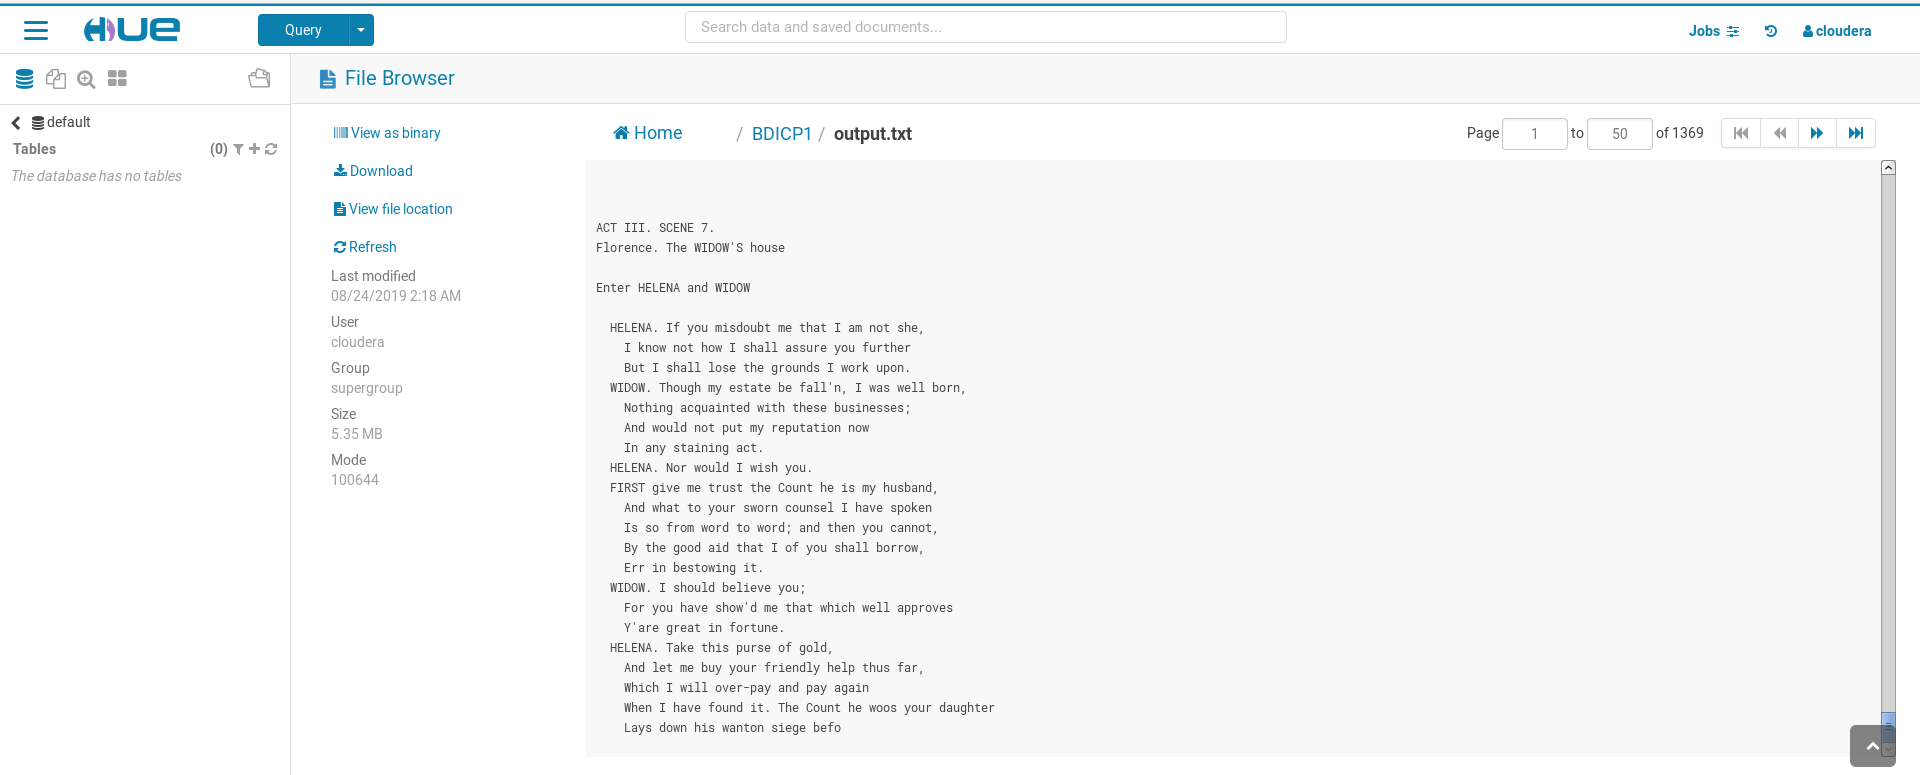 HUE
Query
Search data and saved documents...
Jobs
cloudera
default
Tables (0)
The database has no tables
File Browser
View as binary
Download
View file location
Refresh
Last modified
08/24/2019 2:18 AM
User
cloudera
Group
supergroup
Size
5.35 MB
Mode
100644
Home / BDICP1 / output.txt
Page 1 to 50 of 1369
ACT III. SCENE 7.
Florence. The WIDOW'S house
Enter HELENA and WIDOW
HELENA. If you misdoubt me that I am not she,
I know not how I shall assure you further
But I shall lose the grounds I work upon.
WIDOW. Though my estate be fall'n, I was well born,
Nothing acquainted with these businesses;
And would not put my reputation now
In any staining act.
HELENA. Nor would I wish you.
FIRST give me trust the Count he is my husband,
And what to your sworn counsel I have spoken
Is so from word to word; and then you cannot,
By the good aid that I of you shall borrow,
Err in bestowing it.
WIDOW. I should believe you;
For you have show'd me that which well approves
Y'are great in fortune.
HELENA. Take this purse of gold,
And let me buy your friendly help thus far,
Which I will over-pay and pay again
When I have found it. The Count he woos your daughter
Lays down his wanton siege befo